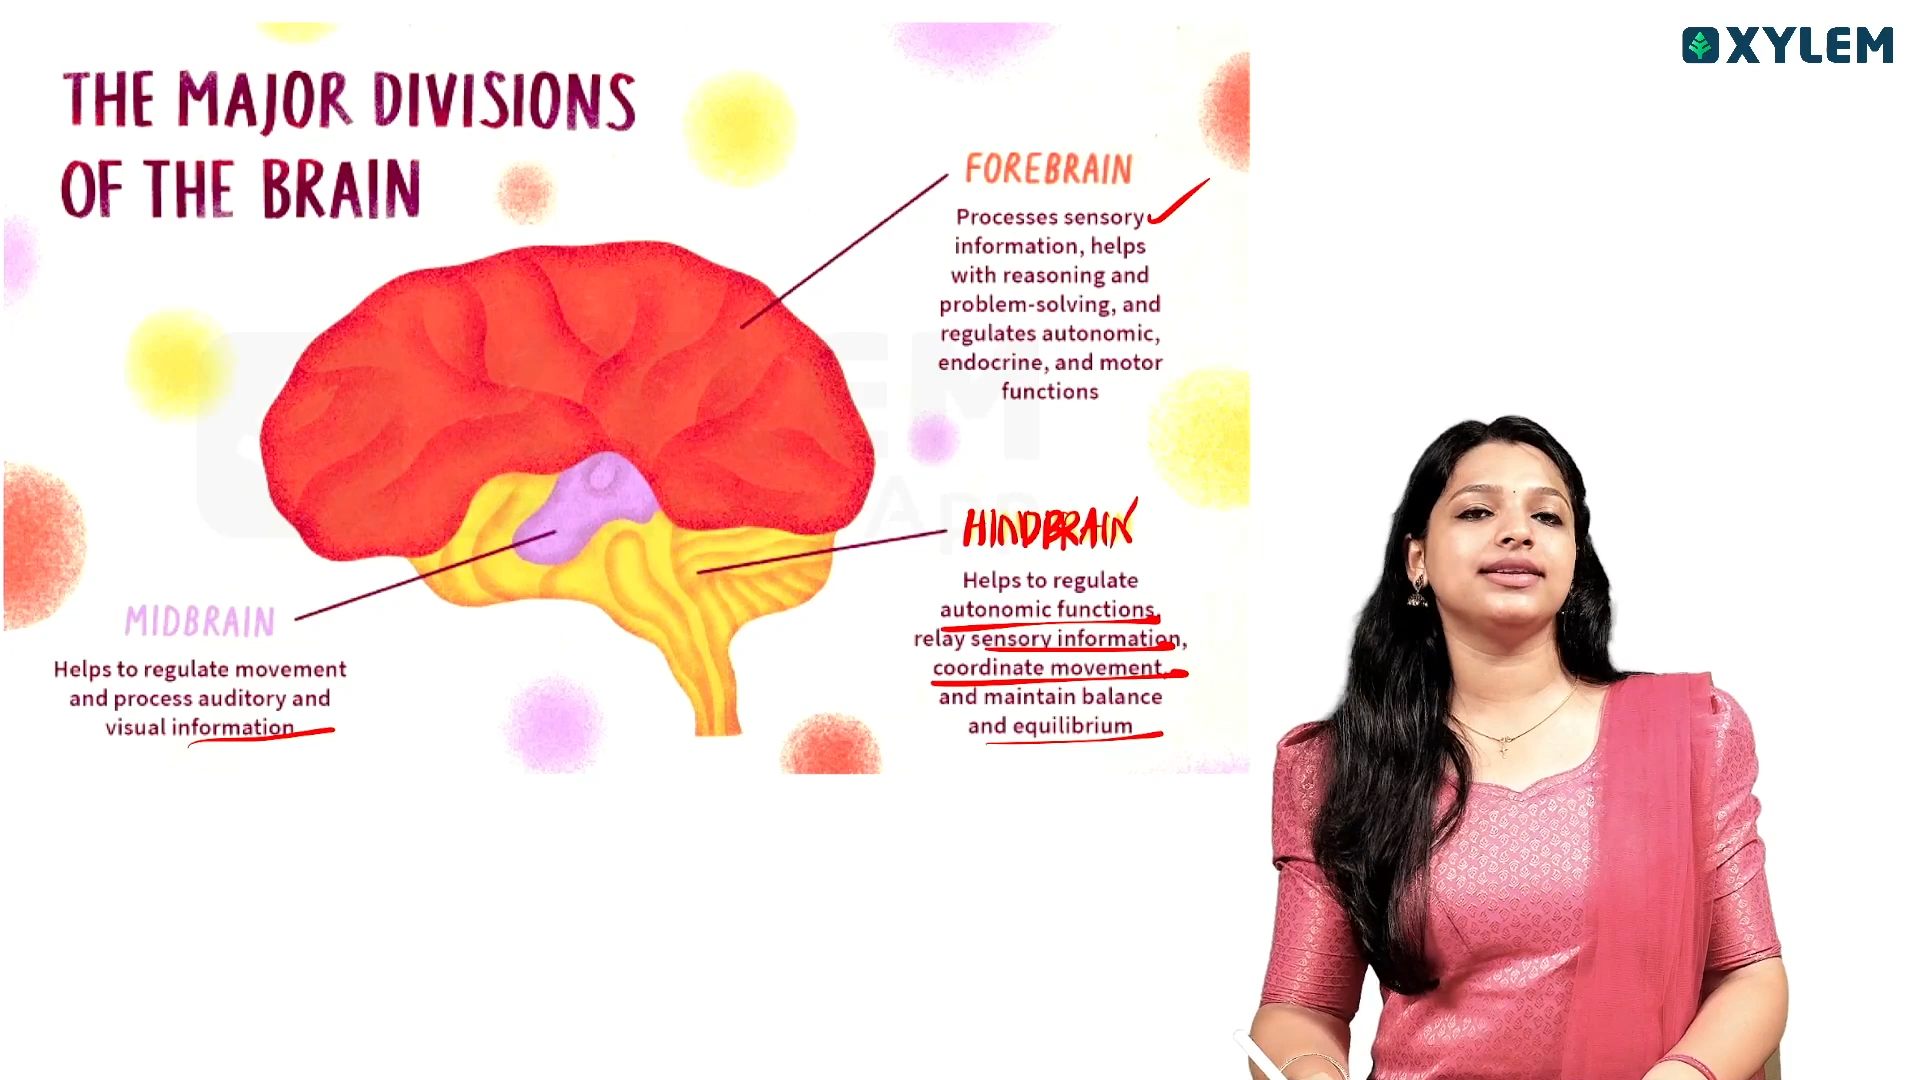 THE MAJOR DIVISIONS
OF THE BRAIN
XYLEM
FOREBRAIN
Processes sensory
information, helps
with reasoning and
problem-solving, and
regulates autonomic,
endocrine, and motor
functions
HINDBRAIN
Helps to regulate
autonomic functions,
relay sensory information,
coordinate movement,
and maintain balance
and equilibrium
MIDBRAIN
Helps to regulate movement
and process auditory and
visual information